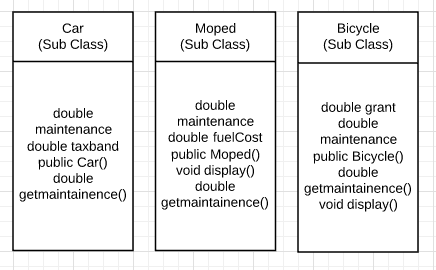 Car
(Sub Class)
double
maintenance
double taxband
public Car()
double
getmaintainence()
Moped
(Sub Class)
double
maintenance
double fuelCost
public Moped()
void display()
double
getmaintenence()
Bicycle
(Sub Class)
double grant
double
maintenance
public Bicycle()
double
getmaintainence()
void display()